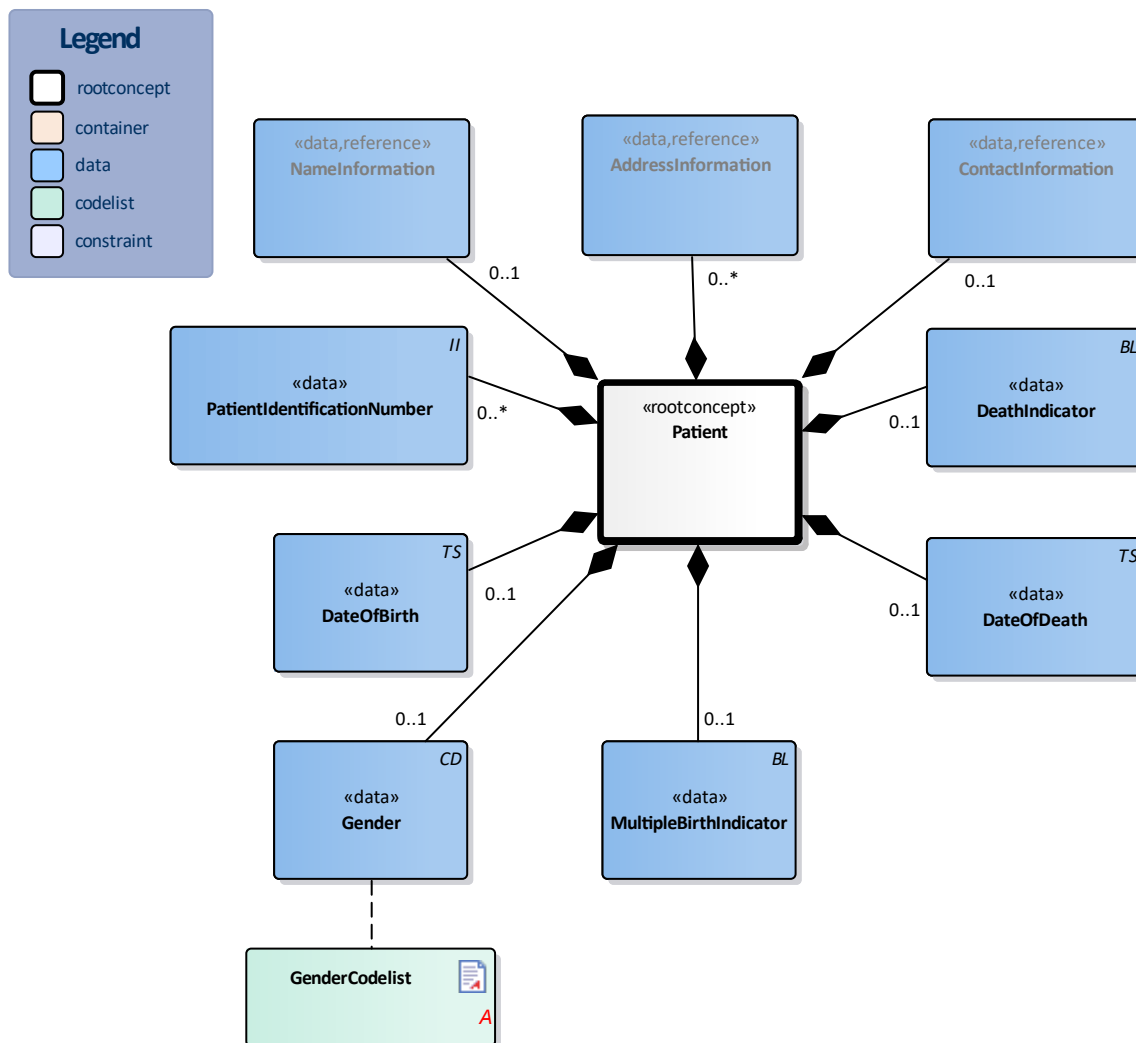 Legend
rootconcept
container
data
codelist
constraint
«data,reference»
NameInformation
«data,reference»
AddressInformation
«data,reference»
ContactInformation
0..1
0..*
0..1
II
«data»
PatientIdentificationNumber
0..*
«rootconcept»
Patient
BL
«data»
DeathIndicator
0..1
TS
«data»
DateOfBirth
0..1
TS
«data»
DateOfDeath
0..1
0..1
CD
«data»
Gender
0..1
BL
«data»
MultipleBirthIndicator
GenderCodelist
A